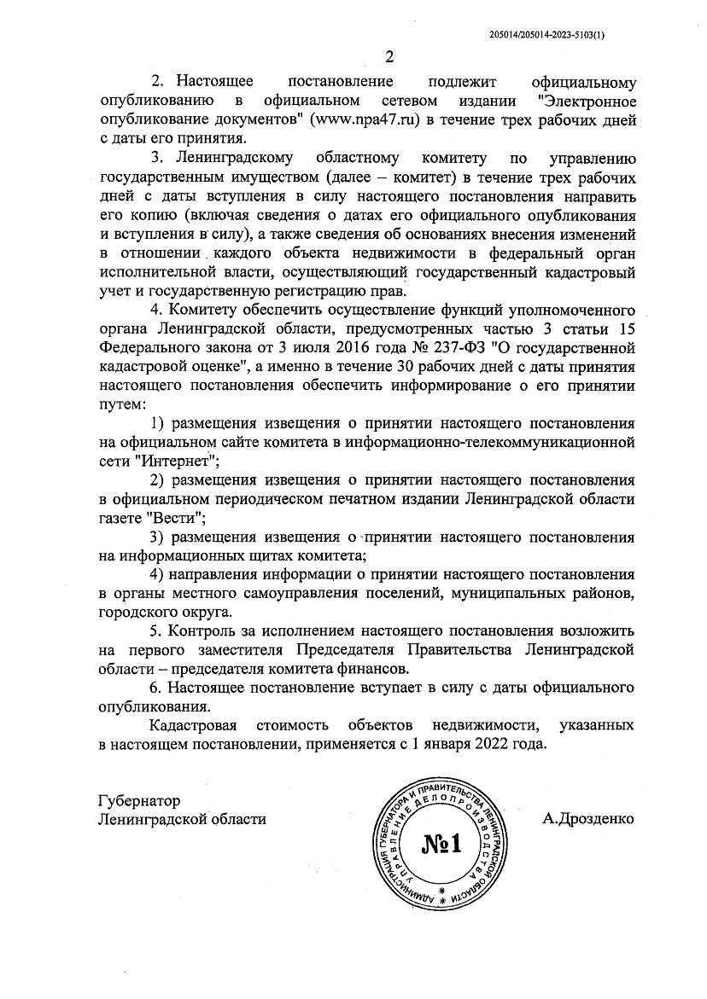 205014/205014-2023-5103(1)
2
2. Настоящее постановление подлежит официальному
опубликованию в официальном сетевом издании "Электронное
опубликование документов" (www.npa47.ru) в течение трех рабочих дней
с даты его принятия.
3. Ленинградскому областному комитету по управлению
государственным имуществом (далее – комитет) в течение трех рабочих
дней с даты вступления в силу настоящего постановления направить
его копию (включая сведения о датах его официального опубликования
и вступления в силу), а также сведения об основаниях внесения изменений
в отношении каждого объекта недвижимости в федеральный орган
исполнительной власти, осуществляющий государственный кадастровый
учет и государственную регистрацию прав.
4. Комитету обеспечить осуществление функций уполномоченного
органа Ленинградской области, предусмотренных частью 3 статьи 15
Федерального закона от 3 июля 2016 года № 237-ФЗ "О государственной
кадастровой оценке", а именно в течение 30 рабочих дней с даты принятия
настоящего постановления обеспечить информирование о его принятии
путем:
1) размещения извещения о принятии настоящего постановления
на официальном сайте комитета в информационно-телекоммуникационной
сети "Интернет";
2) размещения извещения о принятии настоящего постановления
в официальном периодическом печатном издании Ленинградской области
газете "Вести";
3) размещения извещения о принятии настоящего постановления
на информационных щитах комитета;
4) направления информации о принятии настоящего постановления
в органы местного самоуправления поселений, муниципальных районов,
городского округа.
5. Контроль за исполнением настоящего постановления возложить
на первого заместителя Председателя Правительства Ленинградской
области – председателя комитета финансов.
6. Настоящее постановление вступает в силу с даты официального
опубликования.
Кадастровая стоимость объектов недвижимости, указанных
в настоящем постановлении, применяется с 1 января 2022 года.
Губернатор
Ленинградской области
А.Дрозденко
АДМИНИСТРАЦИЯ ГУБЕРНАТОРА И ПРАВИТЕЛЬСТВА ЛЕНИНГРАДСКОЙ ОБЛАСТИ *
УПРАВЛЕНИЕ ДЕЛОПРОИЗВОДСТВА *
№1